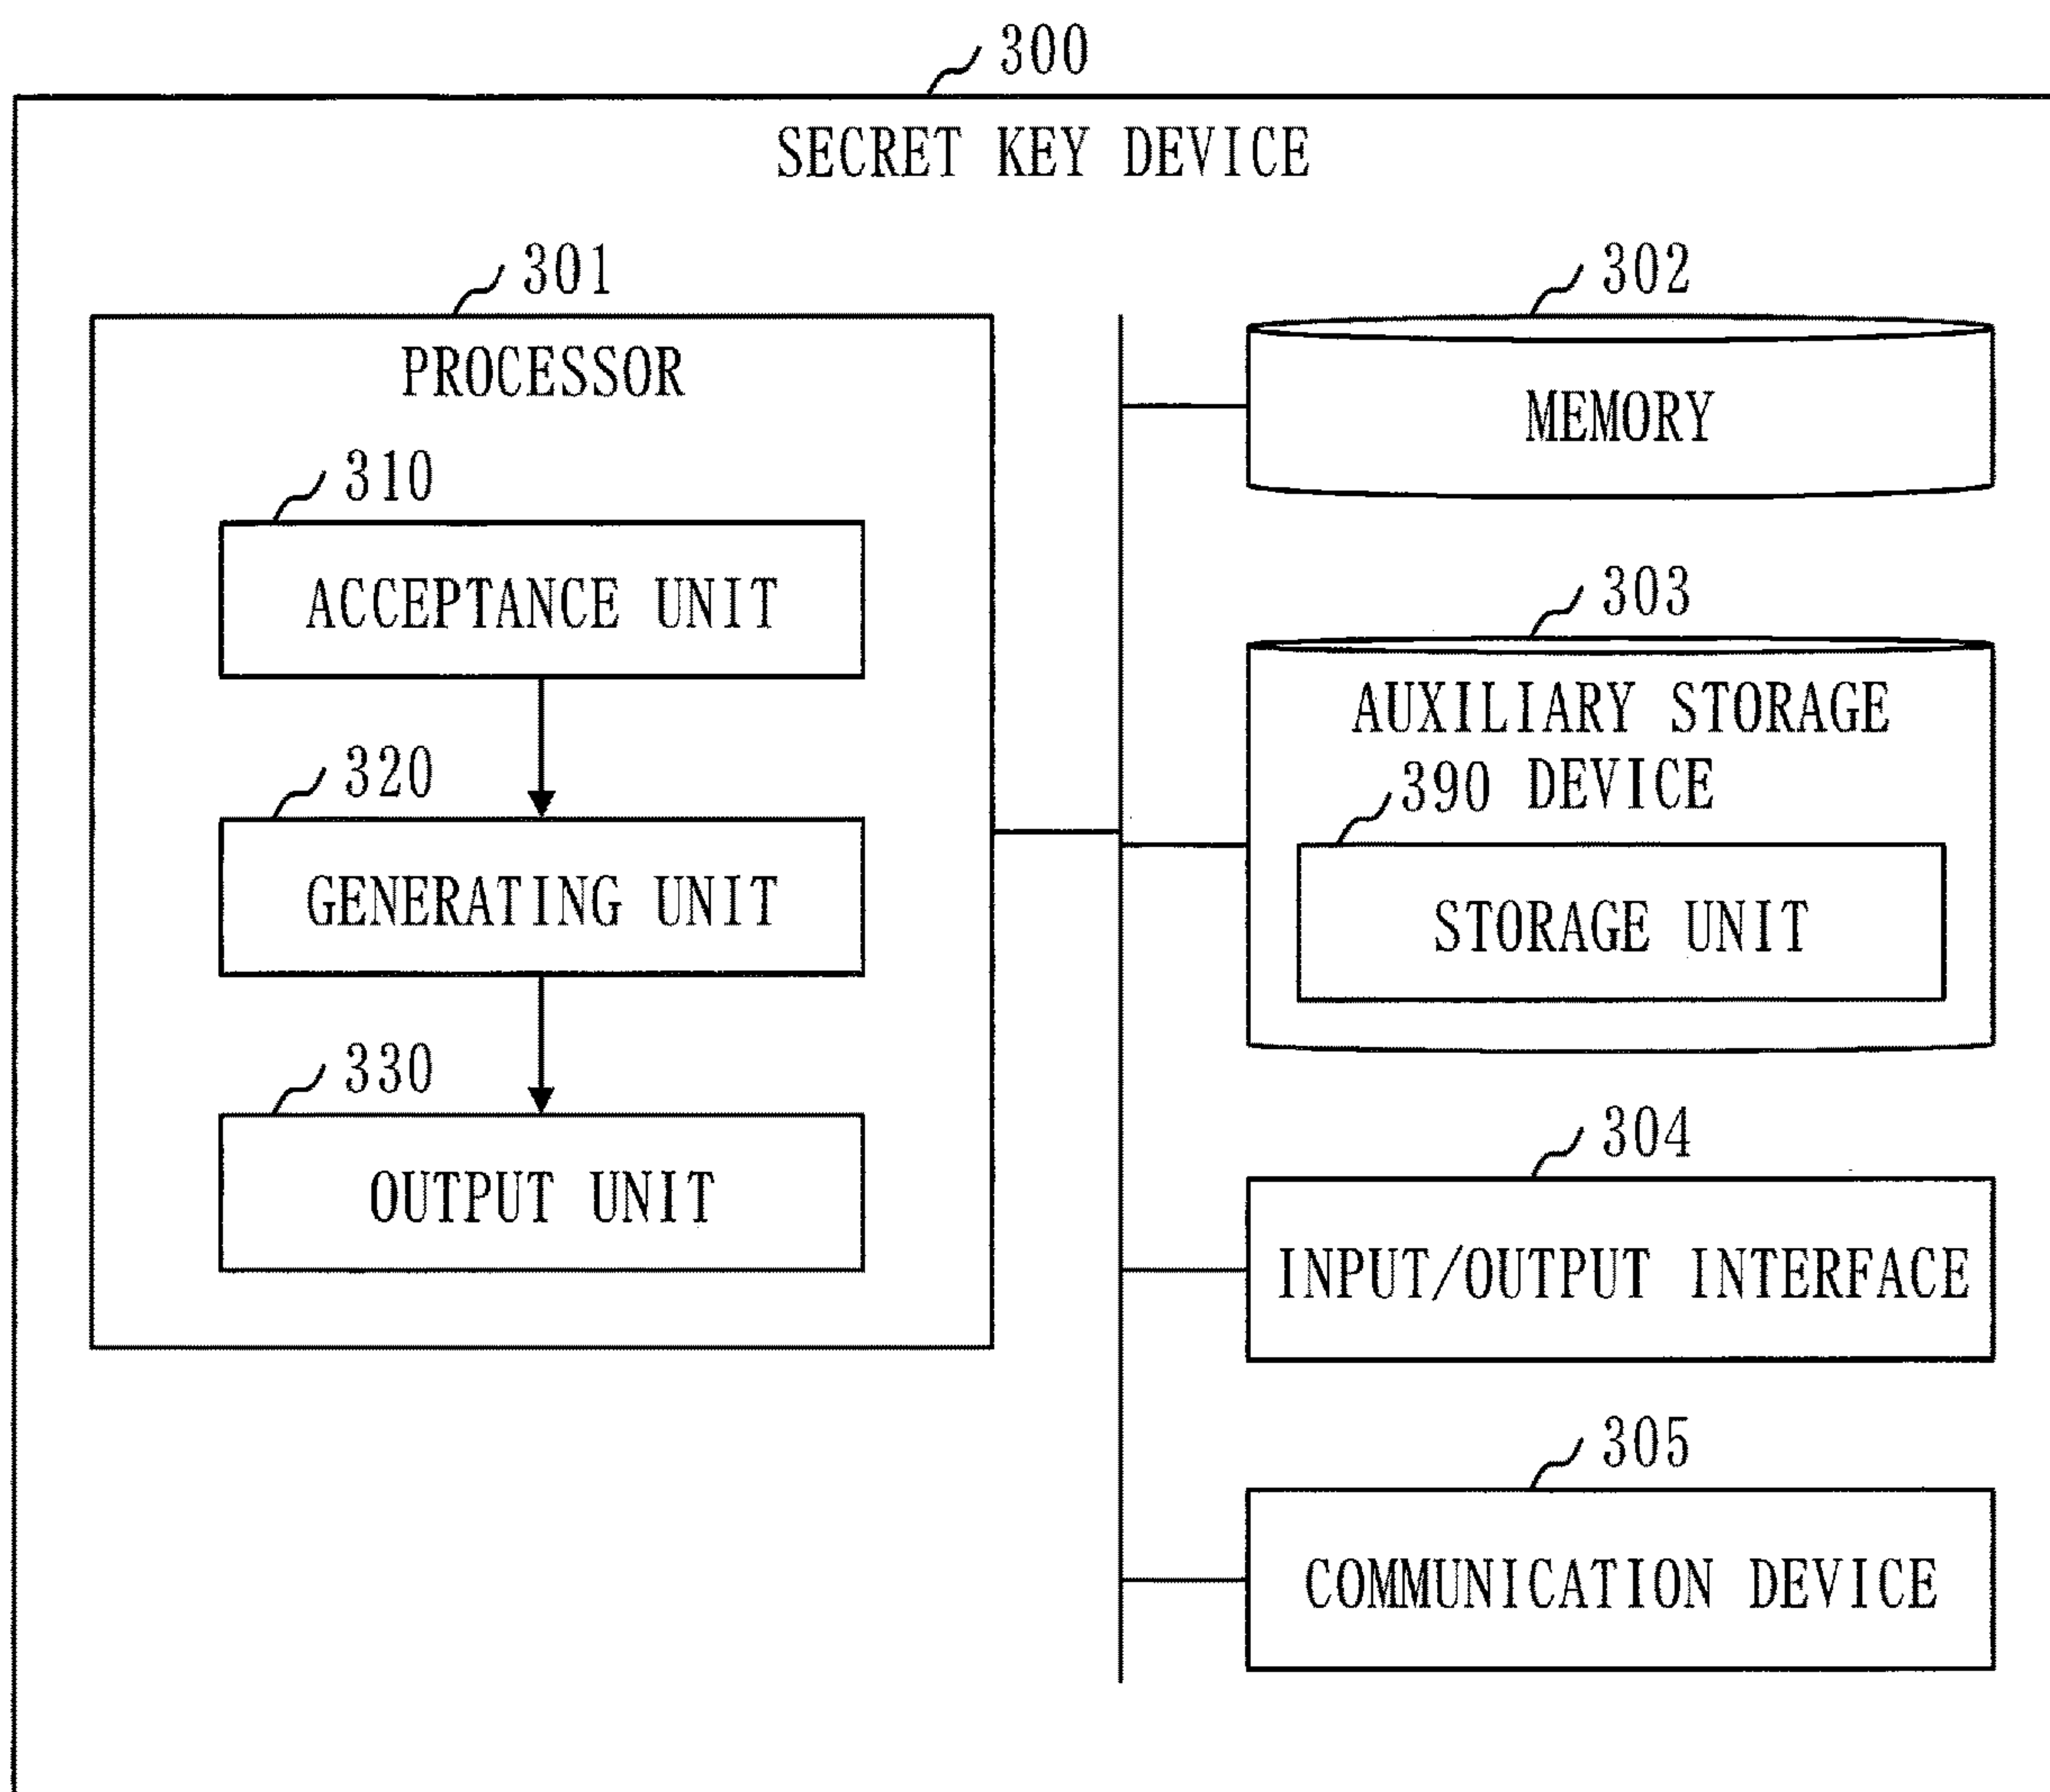 300
SECRET KEY DEVICE
301
PROCESSOR
310
ACCEPTANCE UNIT
320
GENERATING UNIT
330
OUTPUT UNIT
302
MEMORY
303
AUXILIARY STORAGE
390 DEVICE
STORAGE UNIT
304
INPUT/OUTPUT INTERFACE
305
COMMUNICATION DEVICE